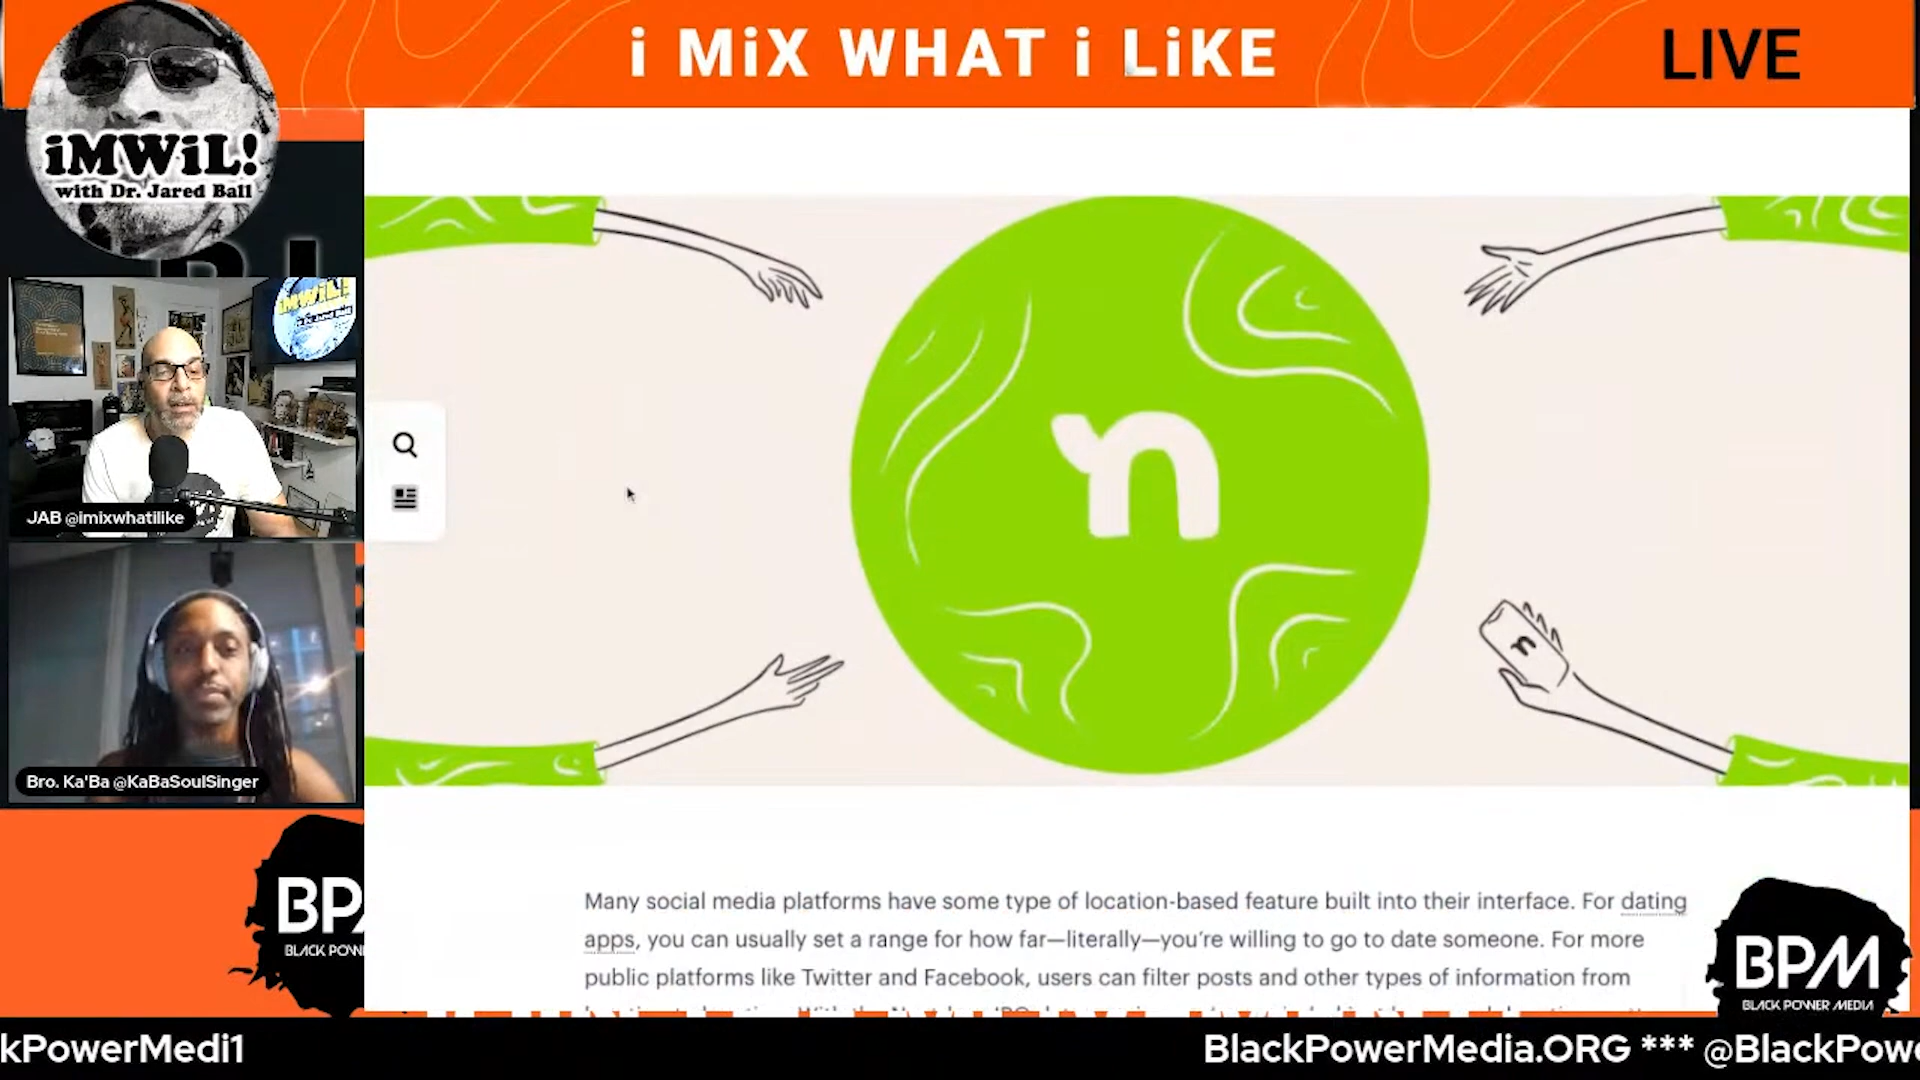 i MiX WHAT i LiKE
LIVE
iMWiL!
with Dr. Jared Ball
iMWiL!
n
JAB @imixwhatilike
Bro. Ka'Ba @KaBaSoulSinger
Many social media platforms have some type of location-based feature built into their interface. For dating
apps, you can usually set a range for how far—literally—you're willing to go to date someone. For more
public platforms like Twitter and Facebook, users can filter posts and other types of information from
BPM
BLACK POWER MEDIA
BP
BLACK POW
kPowerMedi1
BlackPowerMedia.ORG *** @BlackPow